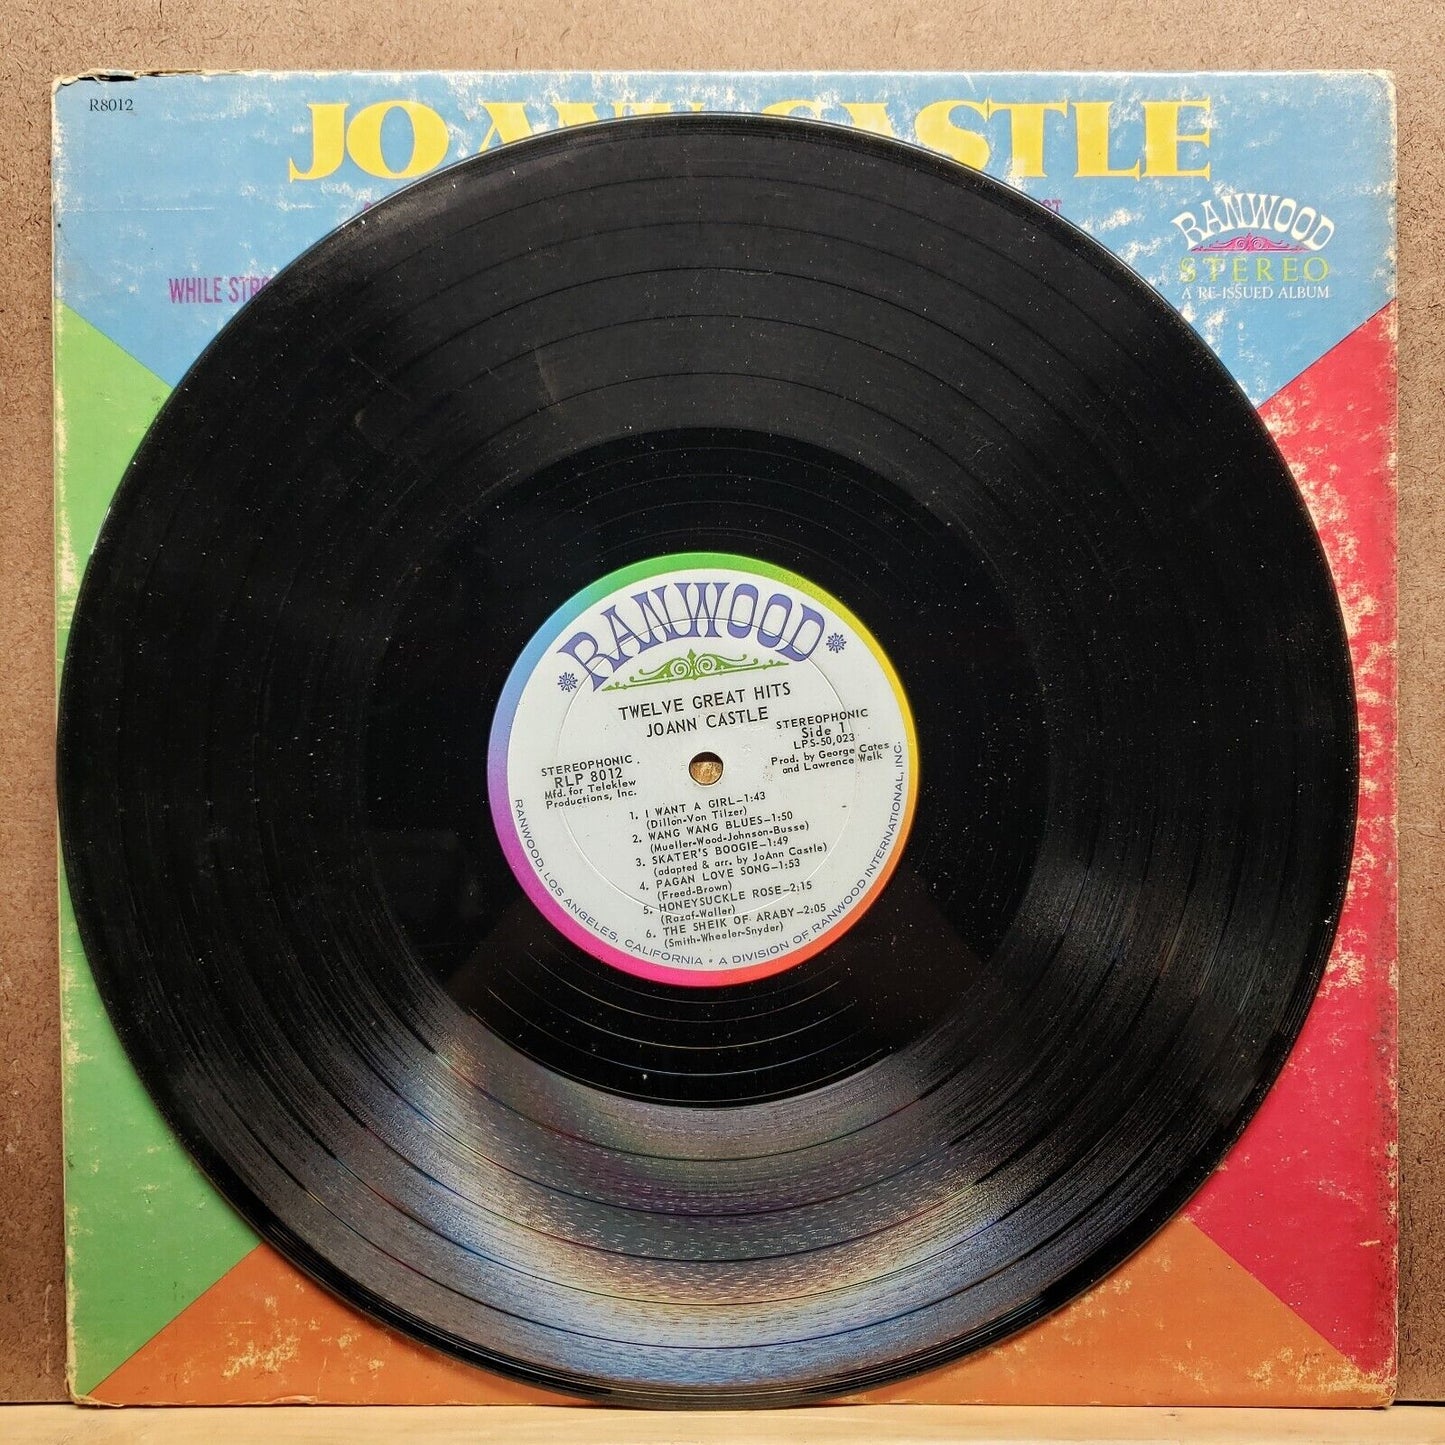 R8012
JO ANN CASTLE
WHILE
RANWOOD
STEREO
A RE-ISSUED ALBUM
RANWOOD
TWELVE GREAT HITS
JOANN CASTLE
STEREOPHONIC
RLP 8012
Mfd. for Teleklew
Productions, Inc.
STEREOPHONIC
Side 1
LPS-50,023
Prod. by George Cates
and Lawrence Welk
1. I WANT A GIRL—1:43
(Dillon-Von Tilzer)
2. WANG WANG BLUES—1:50
(Mueller-Wood-Johnson-Busse)
3. SKATER'S BOOGIE—1:49
(adapted & arr. by JoAnn Castle)
4. PAGAN LOVE SONG—1:53
(Freed-Brown)
5. HONEYSUCKLE ROSE—2:15
(Razaf-Waller)
6. THE SHEIK OF ARABY—2:05
(Smith-Wheeler-Snyder)
RANWOOD, LOS ANGELES, CALIFORNIA • A DIVISION OF RANWOOD INTERNATIONAL, INC.